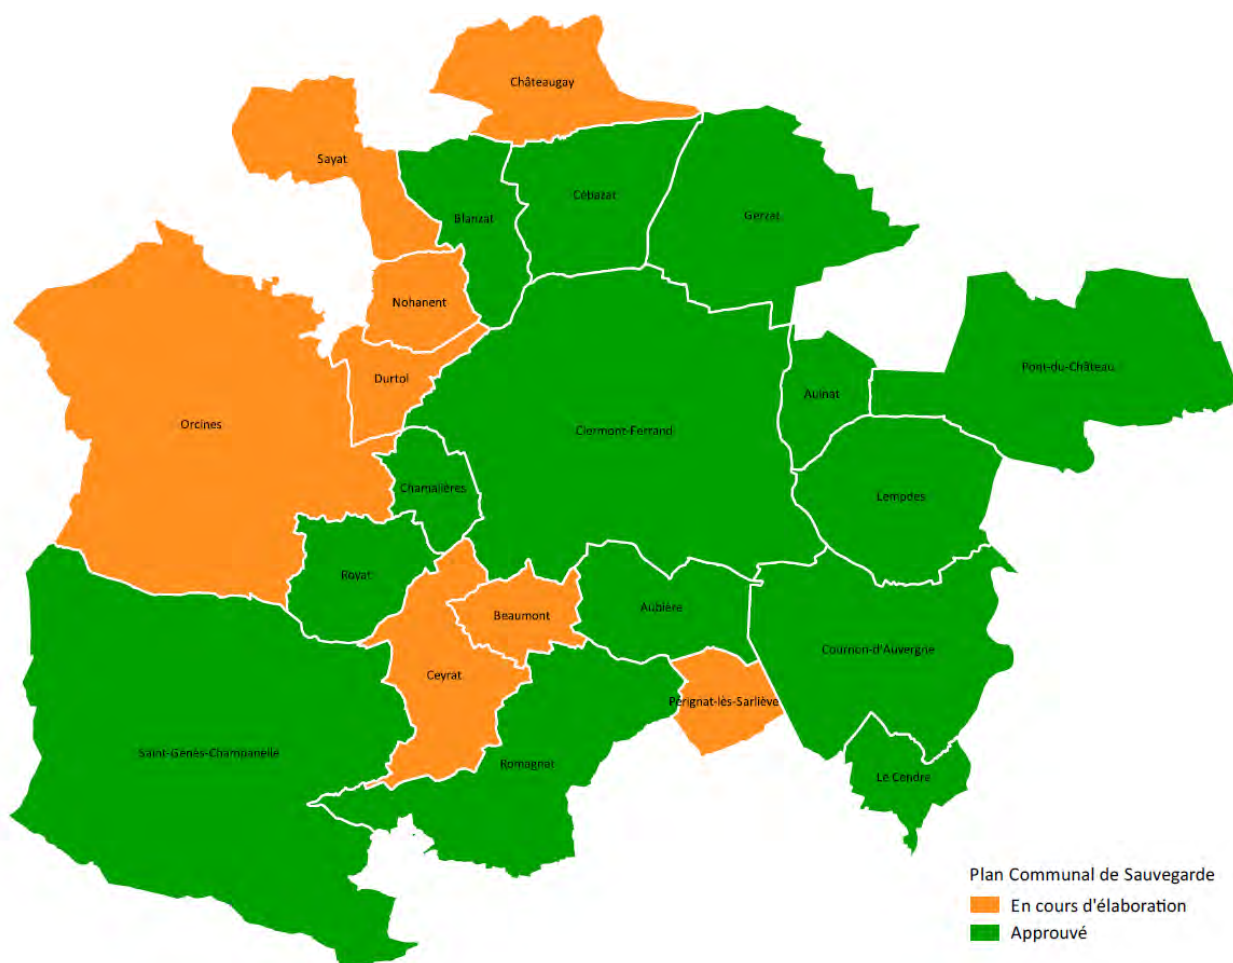 Châteaugay
Sayat
Blanzat
Cébazat
Gerzat
Nohanent
Durtol
Pont-du-Château
Aulnat
Orcines
Clermont-Ferrand
Chamalières
Lempdes
Royat
Beaumont
Aubière
Cournon-d'Auvergne
Ceyrat
Pérignat-lès-Sarliève
Saint-Genès-Champanelle
Romagnat
Le Cendre
Plan Communal de Sauvegarde
En cours d'élaboration
Approuvé